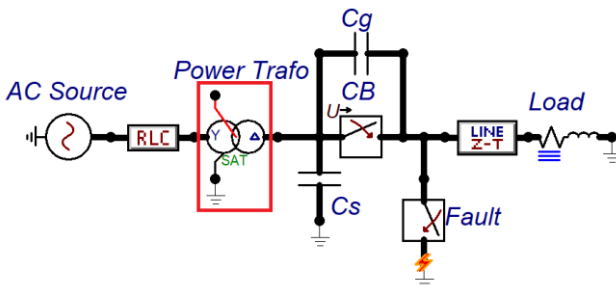 Cg
Power Trafo
CB
AC Source
U
Load
RLC
Y
Δ
SAT
LINE
Z-T
Cs
Fault